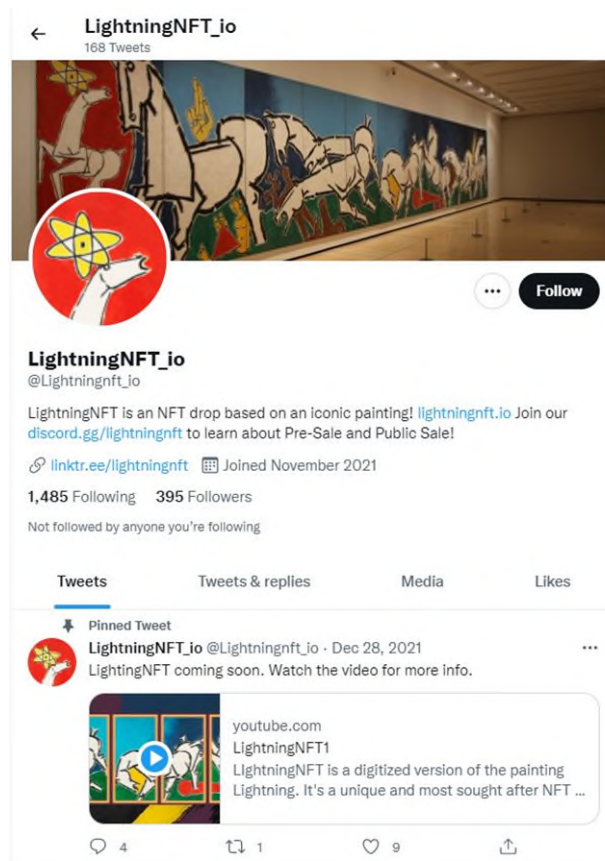 LightningNFT_io
168 Tweets
Follow
LightningNFT_io
@Lightningnft_io
LightningNFT is an NFT drop based on an iconic painting! lightningnft.io Join our
discord.gg/lightningnft to learn about Pre-Sale and Public Sale!
linktr.ee/lightningnft Joined November 2021
1,485 Following 395 Followers
Not followed by anyone you're following
Tweets Tweets & replies Media Likes
Pinned Tweet
LightningNFT_io @Lightningnft_io · Dec 28, 2021
LightingNFT coming soon. Watch the video for more info.
youtube.com
LightningNFT1
LIghtningNFT is a digitized version of the painting
Lightning. It's a unique and most sought after NFT ...
4 1 9